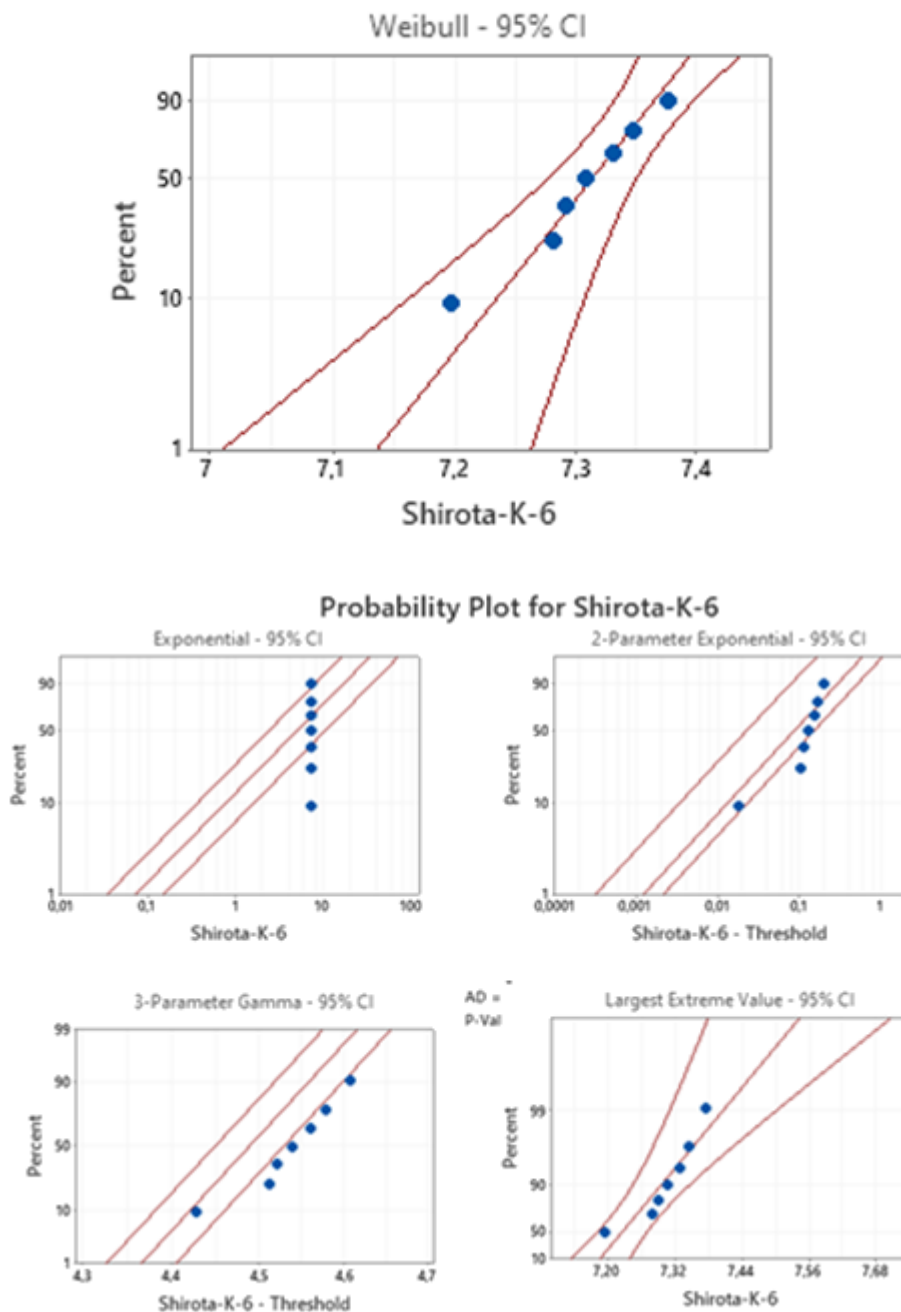 Weibull - 95% CI
Percent
90
50
10
1
7
7,1
7,2
7,3
7,4
Shirota-K-6
Probability Plot for Shirota-K-6
Exponential - 95% CI
Percent
90
50
10
1
0,01
0,1
1
10
100
Shirota-K-6
2-Parameter Exponential - 95% CI
Percent
90
50
10
1
0,0001
0,001
0,01
0,1
1
Shirota-K-6 - Threshold
3-Parameter Gamma - 95% CI
Percent
99
90
50
10
1
4,3
4,4
4,5
4,6
4,7
Shirota-K-6 - Threshold
AD =
P-Val
Largest Extreme Value - 95% CI
Percent
99
90
50
10
7,20
7,32
7,44
7,56
7,68
Shirota-K-6